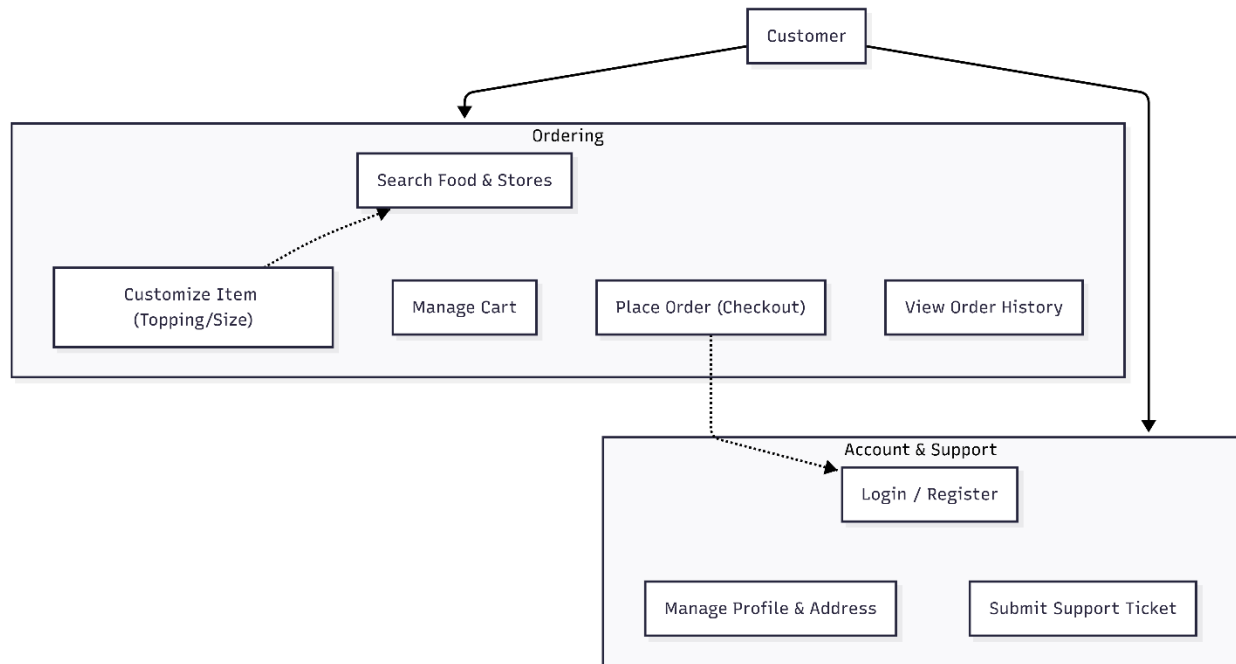 Customer
Ordering
Search Food & Stores
Customize Item
(Topping/Size)
Manage Cart
Place Order (Checkout)
View Order History
Account & Support
Login / Register
Manage Profile & Address
Submit Support Ticket